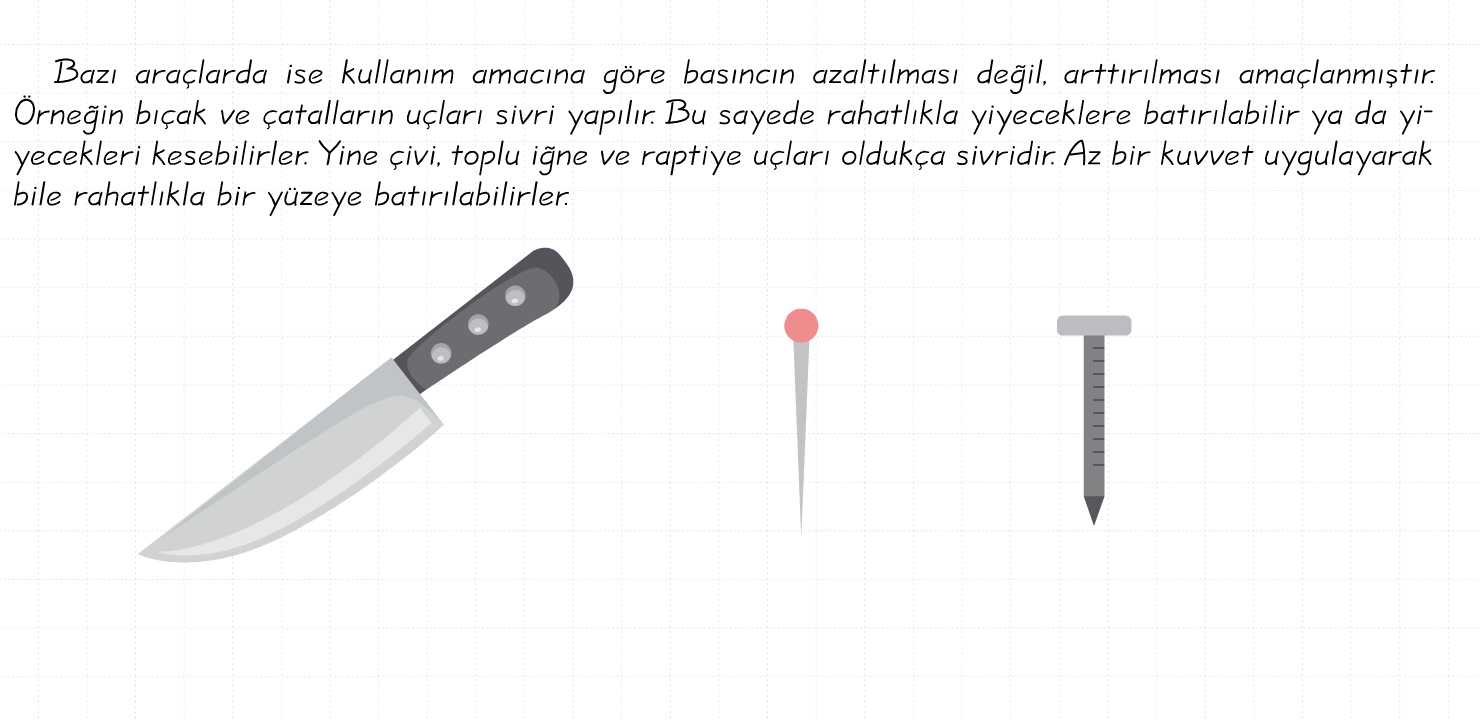 Bazı araçlarda ise kullanım amacına göre basıncın azaltılması değil, arttırılması amaçlanmıştır.
Örneğin bıçak ve çatalların uçları sivri yapılır. Bu sayede rahatlıkla yiyeceklere batırılabilir ya da yi-
yecekleri kesebilirler. Yine çivi, toplu iğne ve raptiye uçları oldukça sivridir. Az bir kuvvet uygulayarak
bile rahatlıkla bir yüzeye batırılabilirler.